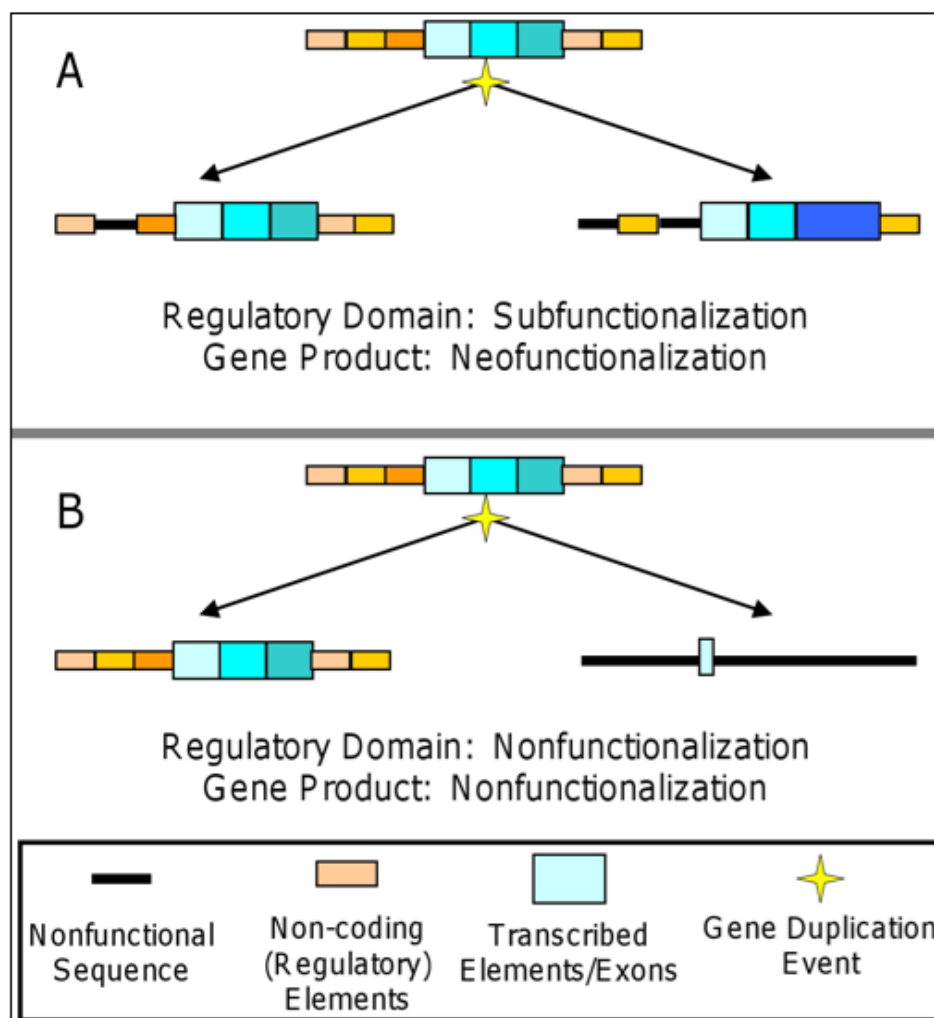 A
Regulatory Domain: Subfunctionalization
Gene Product: Neofunctionalization
B
Regulatory Domain: Nonfunctionalization
Gene Product: Nonfunctionalization
Nonfunctional
Sequence
Non-coding
(Regulatory)
Elements
Transcribed
Elements/Exons
Gene Duplication
Event